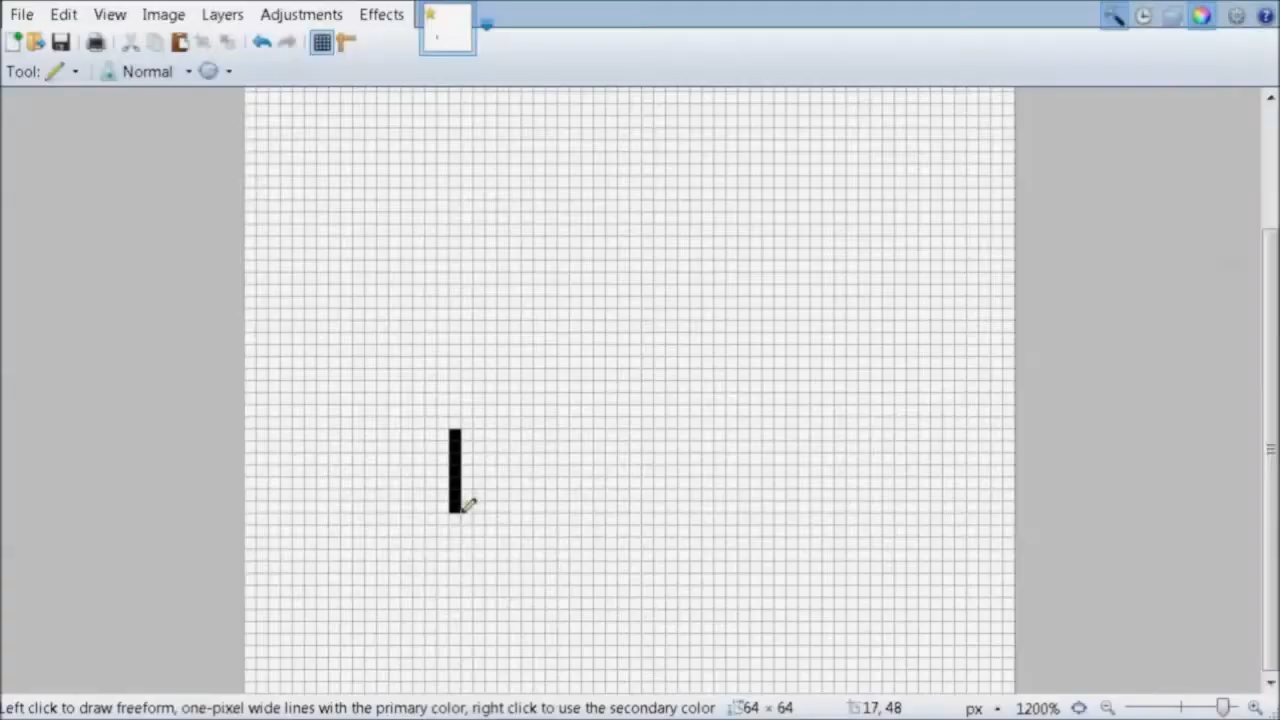 File Edit View Image Layers Adjustments Effects
Tool: Normal
Left click to draw freeform, one-pixel wide lines with the primary color, right click to use the secondary color 64 × 64 17, 48 px 1200%